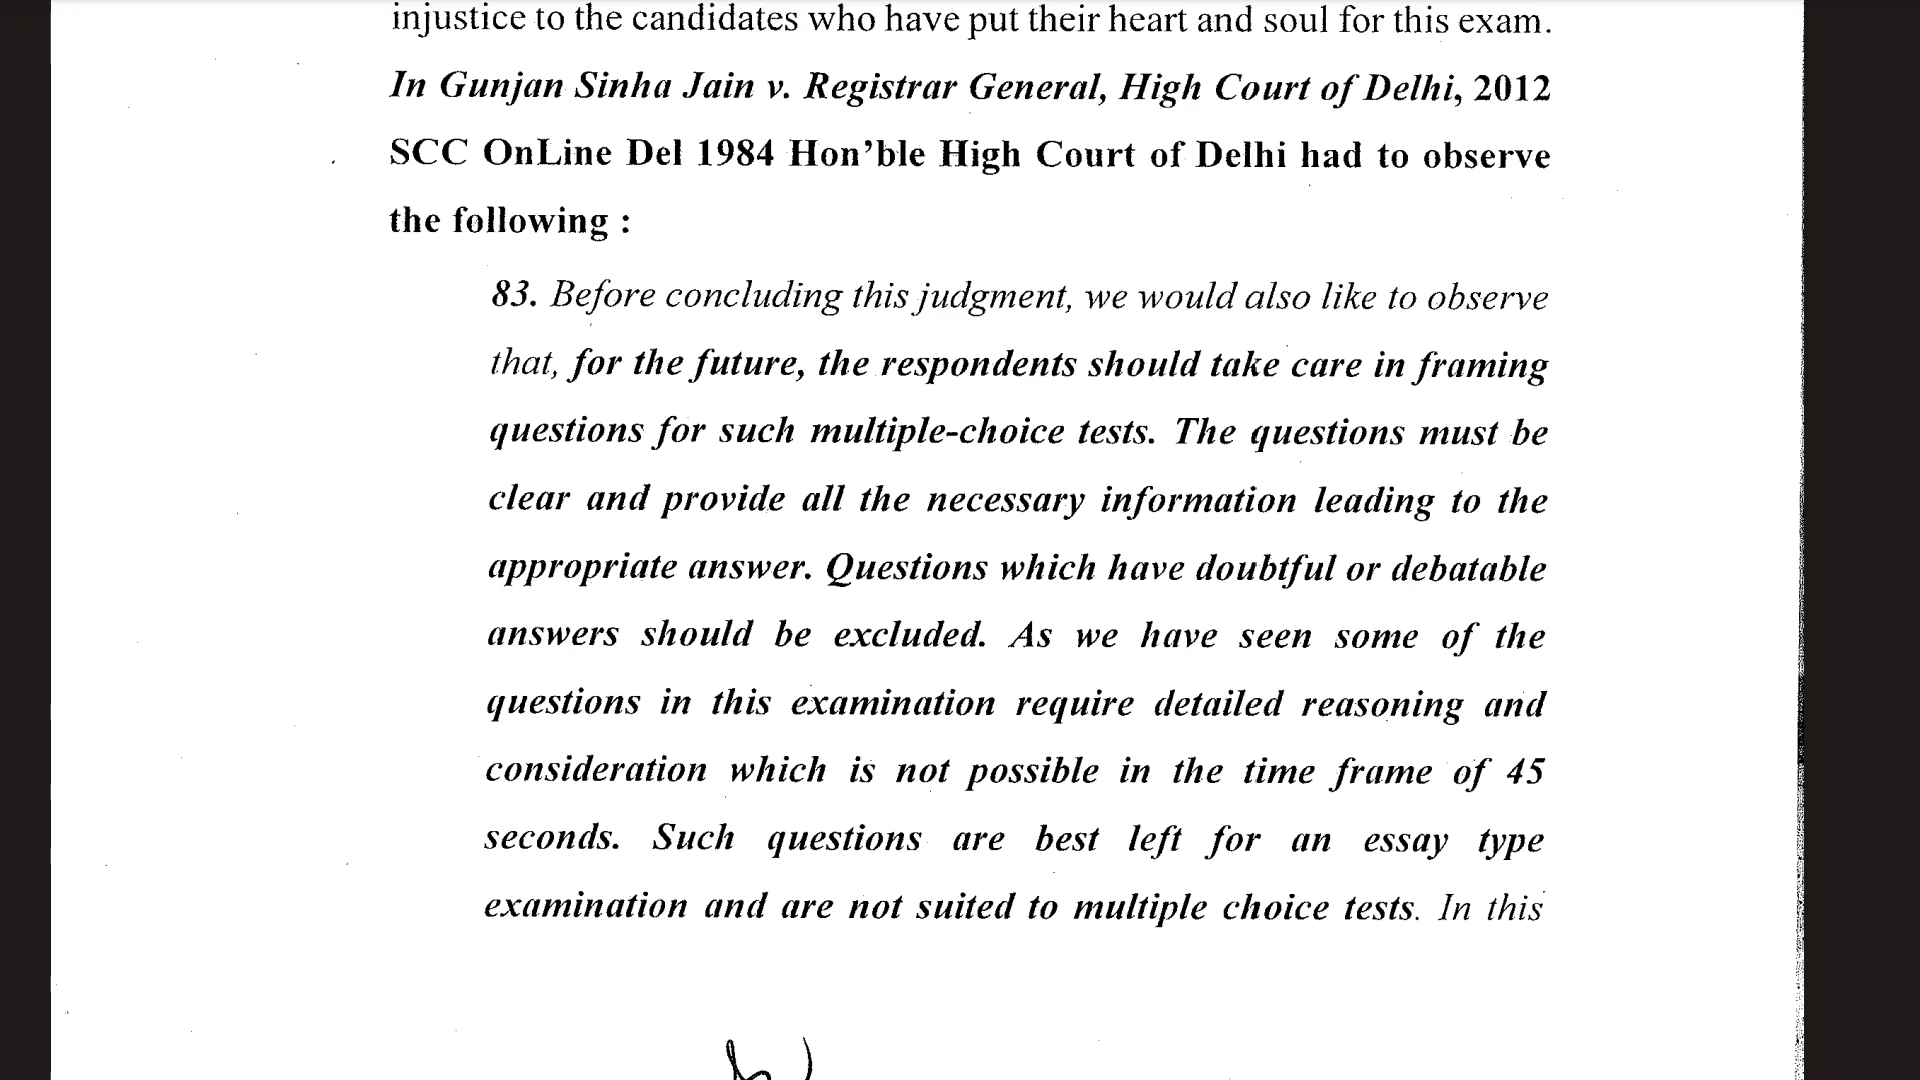 injustice to the candidates who have put their heart and soul for this exam.
In Gunjan Sinha Jain v. Registrar General, High Court of Delhi, 2012
SCC OnLine Del 1984 Hon’ble High Court of Delhi had to observe
the following :
83. Before concluding this judgment, we would also like to observe
that, for the future, the respondents should take care in framing
questions for such multiple-choice tests. The questions must be
clear and provide all the necessary information leading to the
appropriate answer. Questions which have doubtful or debatable
answers should be excluded. As we have seen some of the
questions in this examination require detailed reasoning and
consideration which is not possible in the time frame of 45
seconds. Such questions are best left for an essay type
examination and are not suited to multiple choice tests. In this